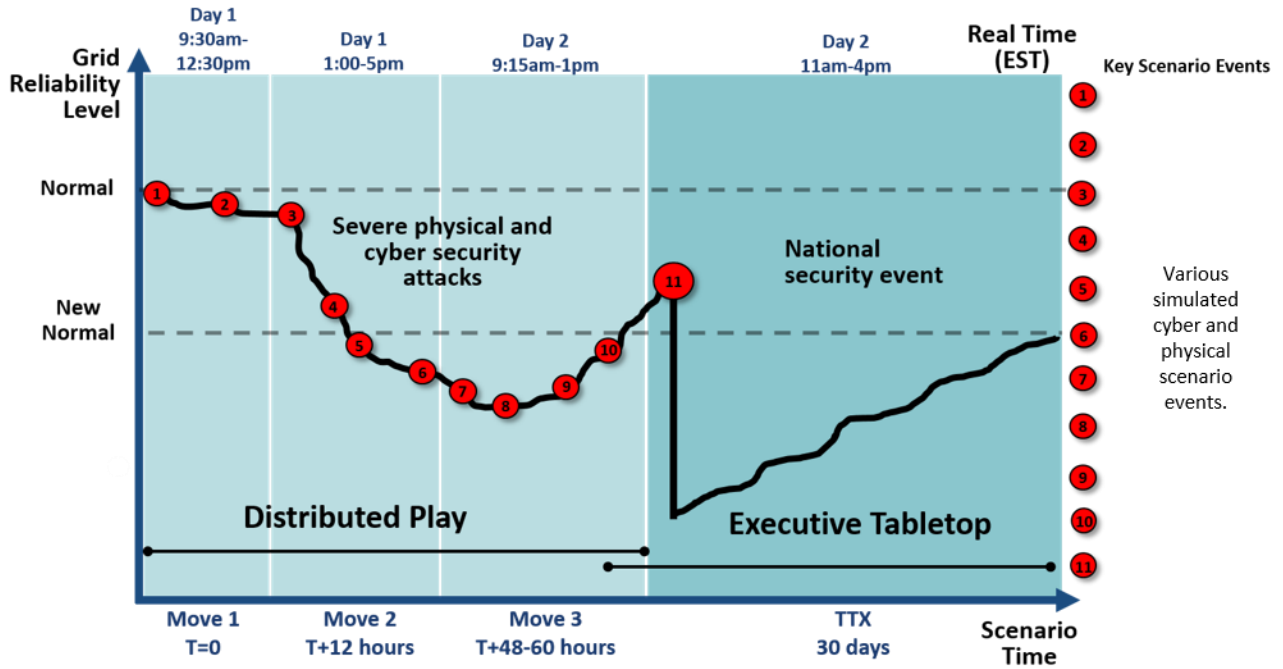 Day 1
9:30am-
12:30pm
Day 1
1:00-5pm
Day 2
9:15am-1pm
Day 2
11am-4pm
Real Time
(EST)
Key Scenario Events
Grid
Reliability
Level
Normal
New
Normal
1
2
3
4
5
6
7
8
9
10
11
Severe physical and
cyber security
attacks
National
security event
Distributed Play
Executive Tabletop
1
2
3
4
5
6
7
8
9
10
11
Various
simulated
cyber and
physical
scenario
events.
Move 1
T=0
Move 2
T+12 hours
Move 3
T+48-60 hours
TTX
30 days
Scenario
Time